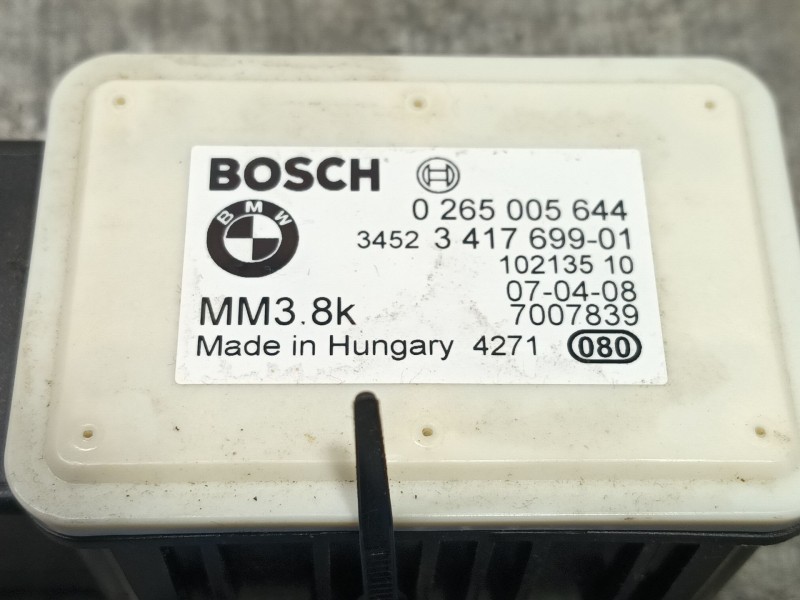 BOSCH
BMW
0 265 005 644
3452 3 417 699-01
102135 10
07-04-08
MM3.8k 7007839
Made in Hungary 4271 080